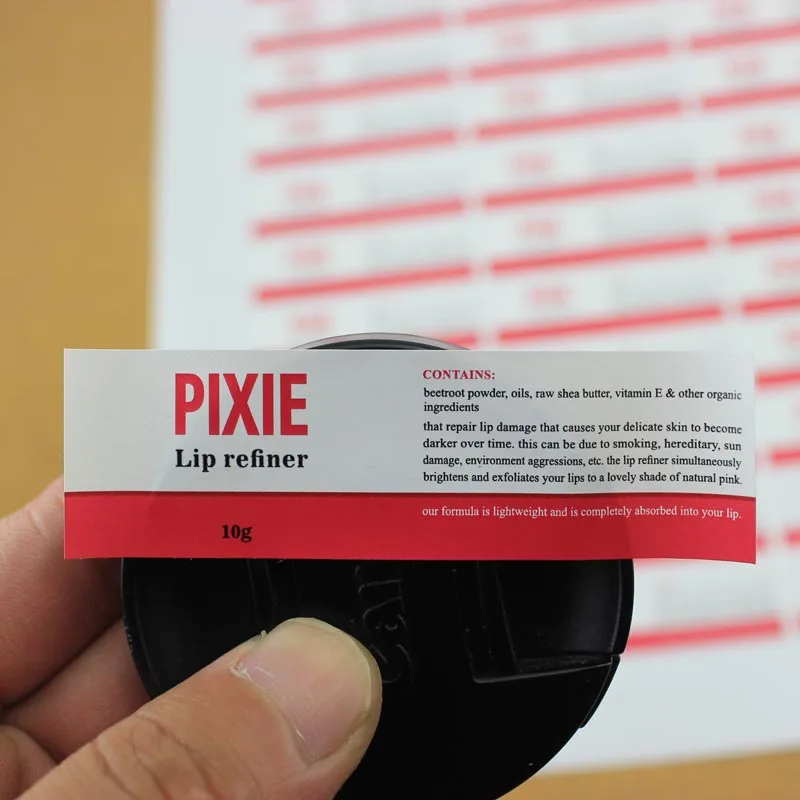 PIXIE
Lip refiner
10g
CONTAINS:
beetroot powder, oils, raw shea butter, vitamin E & other organic
ingredients
that repair lip damage that causes your delicate skin to become
darker over time. this can be due to smoking, hereditary, sun
damage, environment aggressions, etc. the lip refiner simultaneously
brightens and exfoliates your lips to a lovely shade of natural pink.
our formula is lightweight and is completely absorbed into your lip.